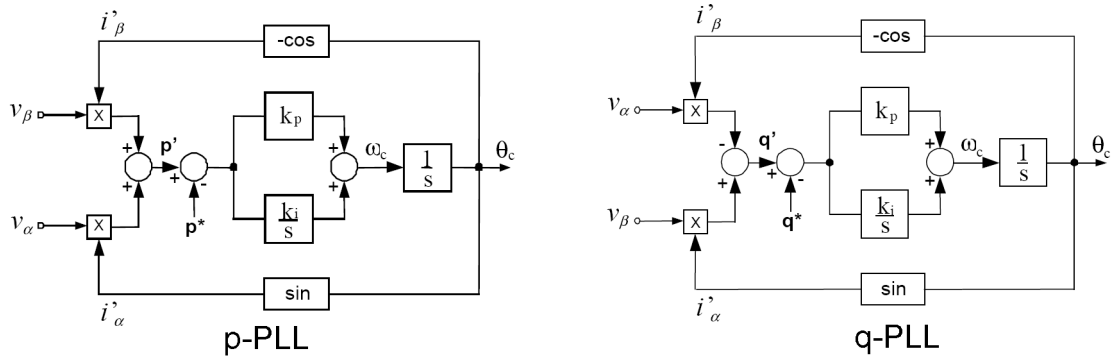 i'β
-cos
vβ
x
kp
+
+
p'
+
-
p*
+
+
ωc
1/s
θc
ki/s
vα
x
sin
i'α
p-PLL
i'β
-cos
vα
x
kp
-
+
q'
+
-
q*
+
+
ωc
1/s
θc
ki/s
vβ
x
sin
i'α
q-PLL